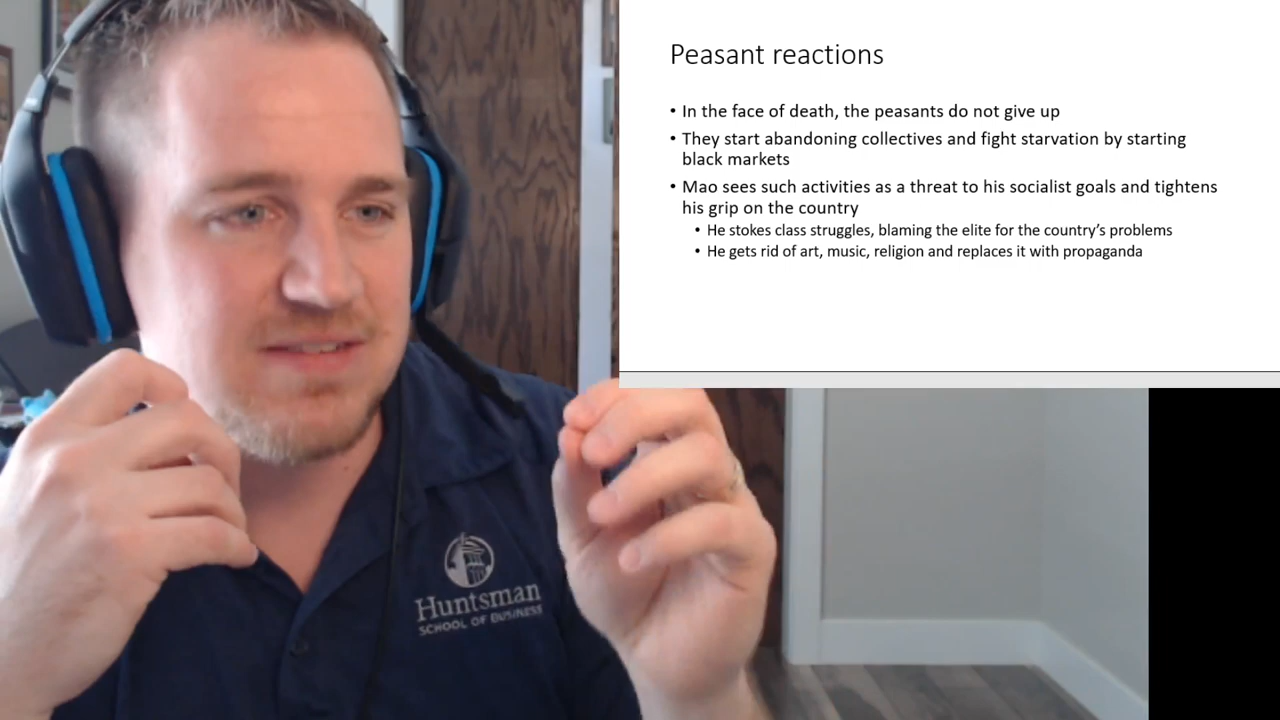 Peasant reactions
• In the face of death, the peasants do not give up
• They start abandoning collectives and fight starvation by starting
black markets
• Mao sees such activities as a threat to his socialist goals and tightens
his grip on the country
• He stokes class struggles, blaming the elite for the country's problems
• He gets rid of art, music, religion and replaces it with propaganda
Huntsman
SCHOOL OF BUSINESS